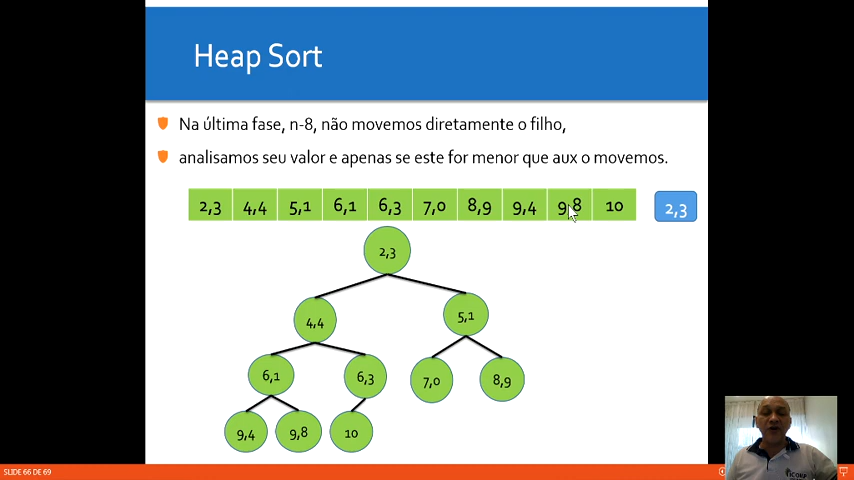 Heap Sort
Na última fase, n-8, não movemos diretamente o filho,
analisamos seu valor e apenas se este for menor que aux o movemos.
2,3 4,4 5,1 6,1 6,3 7,0 8,9 9,4 9,8 10 2,3
2,3
4,4 5,1
6,1 6,3 7,0 8,9
9,4 9,8 10
SLIDE 66 DE 69